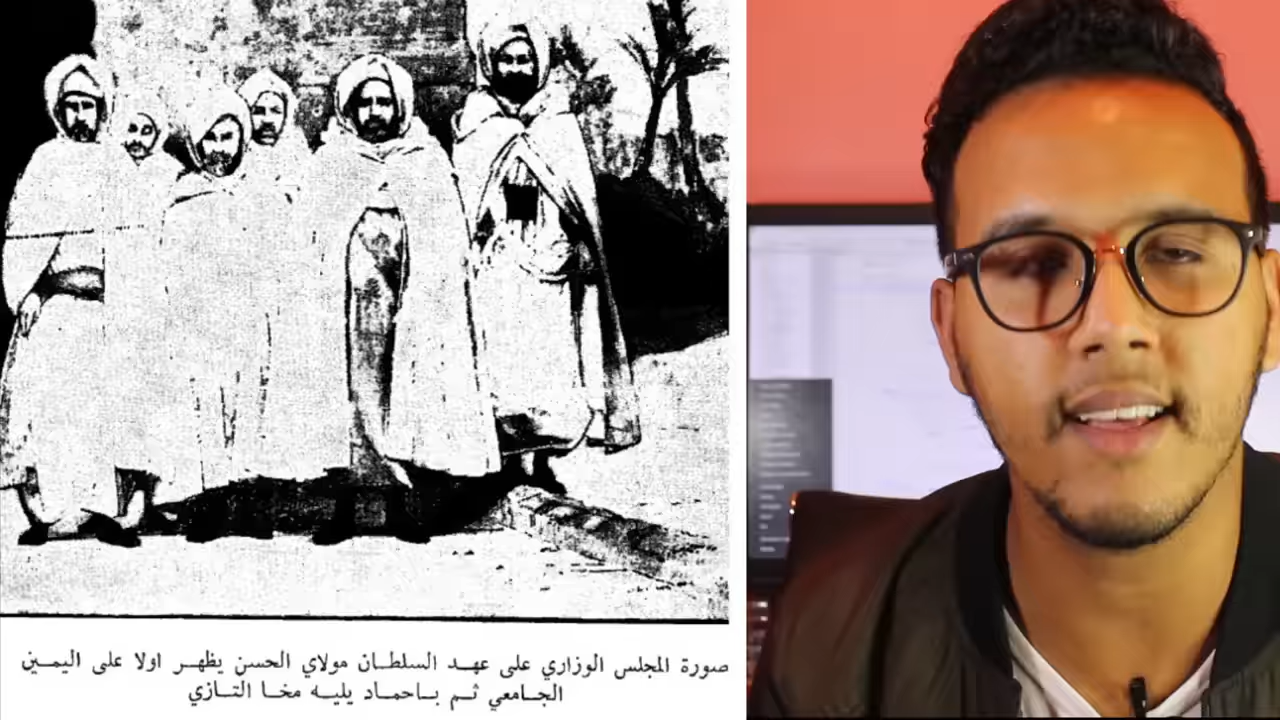 صورة المجلس الوزاري على عهد السلطان مولاي الحسن يظهر اولا على اليمين
الجامعي ثم باحماد يليه مخا التازي